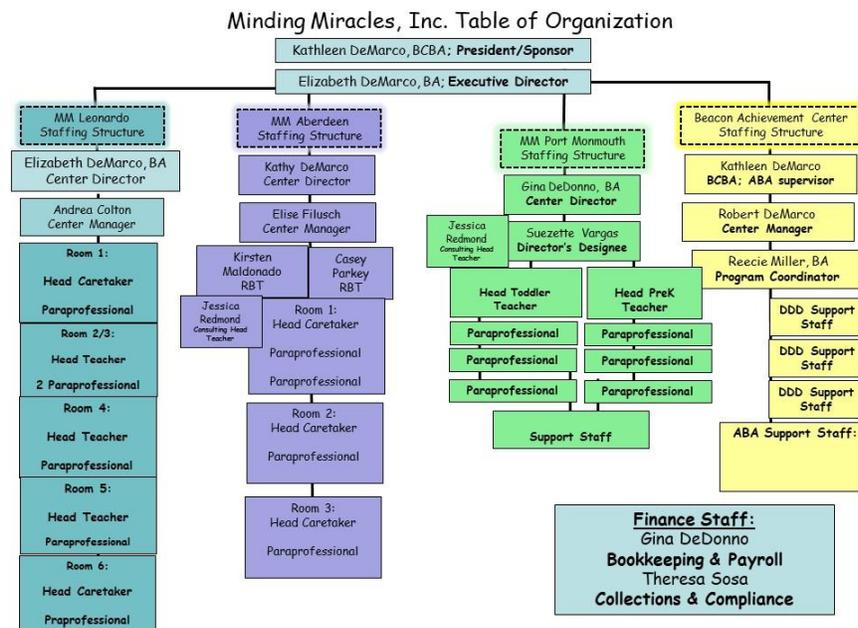 Minding Miracles, Inc. Table of Organization
Kathleen DeMarco, BCBA; President/Sponsor
Elizabeth DeMarco, BA; Executive Director
MM Leonardo
Staffing Structure
Elizabeth DeMarco, BA
Center Director
Andrea Colton
Center Manager
Room 1:
Head Caretaker
Paraprofessional
Room 2/3:
Head Teacher
2 Paraprofessional
Room 4:
Head Teacher
Paraprofessional
Room 5:
Head Teacher
Paraprofessional
Room 6:
Head Caretaker
Praprofessional
MM Aberdeen
Staffing Structure
Kathy DeMarco
Center Director
Elise Filusch
Center Manager
Kirsten
Maldonado
RBT
Casey
Parkey
RBT
Jessica
Redmond
Consulting Head
Teacher
Room 1:
Head Caretaker
Paraprofessional
Paraprofessional
Room 2:
Head Caretaker
Paraprofessional
Room 3:
Head Caretaker
Paraprofessional
MM Port Monmouth
Staffing Structure
Gina DeDonno, BA
Center Director
Jessica
Redmond
Consulting Head
Teacher
Suezette Vargas
Director's Designee
Head Toddler
Teacher
Paraprofessional
Paraprofessional
Paraprofessional
Head PreK
Teacher
Paraprofessional
Paraprofessional
Paraprofessional
Support Staff
Beacon Achievement Center
Staffing Structure
Kathleen DeMarco
BCBA; ABA supervisor
Robert DeMarco
Center Manager
Reecie Miller, BA
Program Coordinator
DDD Support
Staff
DDD Support
Staff
DDD Support
Staff
ABA Support Staff:
Finance Staff:
Gina DeDonno
Bookkeeping & Payroll
Theresa Sosa
Collections & Compliance